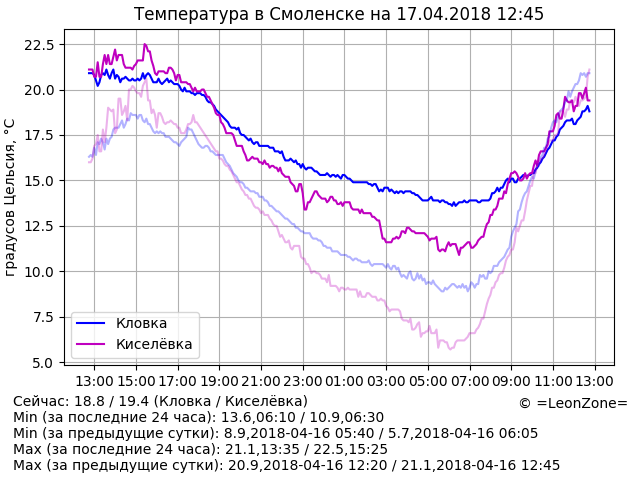 Температура в Смоленске на 17.04.2018 12:45
градусов Цельсия, °C
22.5
20.0
17.5
15.0
12.5
10.0
7.5
5.0
Кловка
Киселёвка
13:00 15:00 17:00 19:00 21:00 23:00 01:00 03:00 05:00 07:00 09:00 11:00 13:00
Сейчас: 18.8 / 19.4 (Кловка / Киселёвка)
© =LeonZone=
Min (за последние 24 часа): 13.6,06:10 / 10.9,06:30
Min (за предыдущие сутки): 8.9,2018-04-16 05:40 / 5.7,2018-04-16 06:05
Max (за последние 24 часа): 21.1,13:35 / 22.5,15:25
Max (за предыдущие сутки): 20.9,2018-04-16 12:20 / 21.1,2018-04-16 12:45